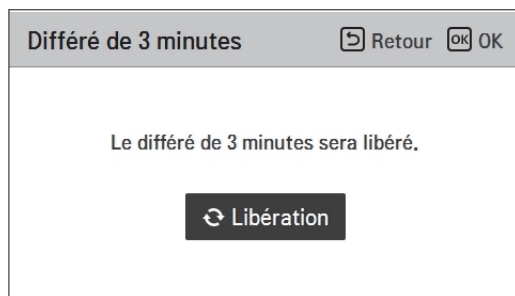 Différé de 3 minutes Retour OK OK
Le différé de 3 minutes sera libéré.
Libération